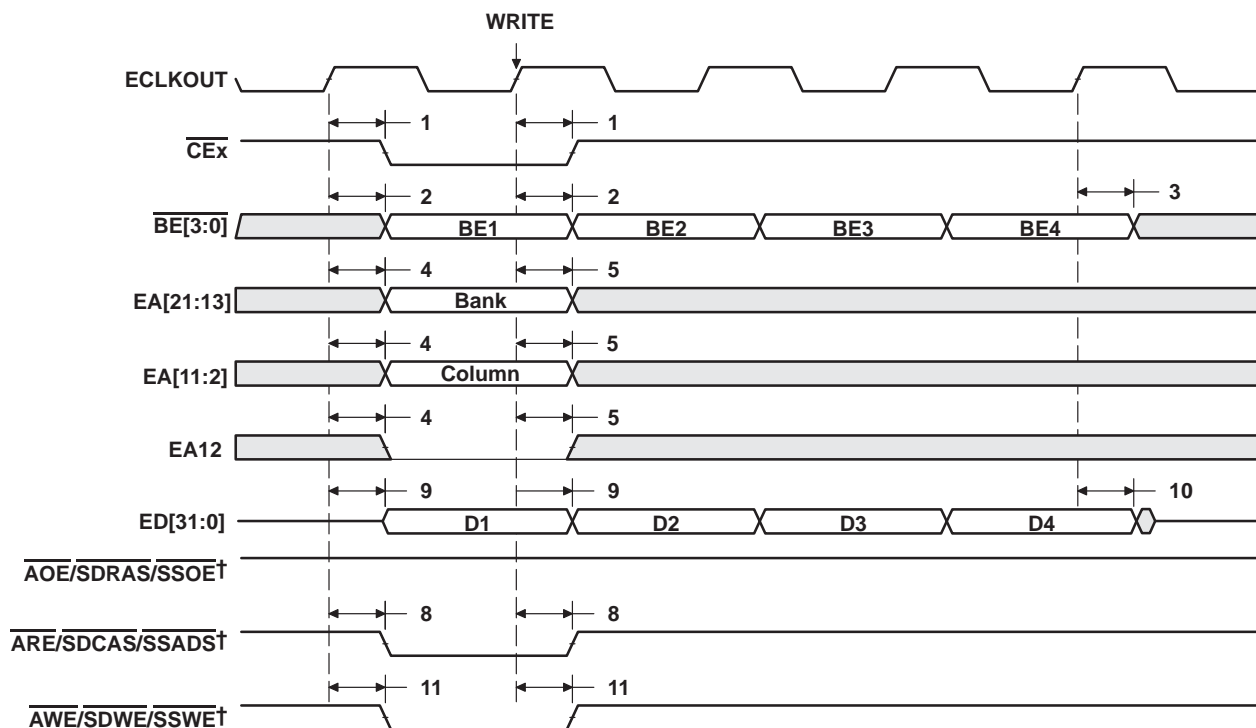 WRITE
ECLKOUT
1 1
CEx
2 2 3
BE[3:0] BE1 BE2 BE3 BE4
4 5
EA[21:13] Bank
4 5
EA[11:2] Column
4 5
EA12
9 9 10
ED[31:0] D1 D2 D3 D4
AOE/SDRAS/SSOE†
8 8
ARE/SDCAS/SSADS†
11 11
AWE/SDWE/SSWE†